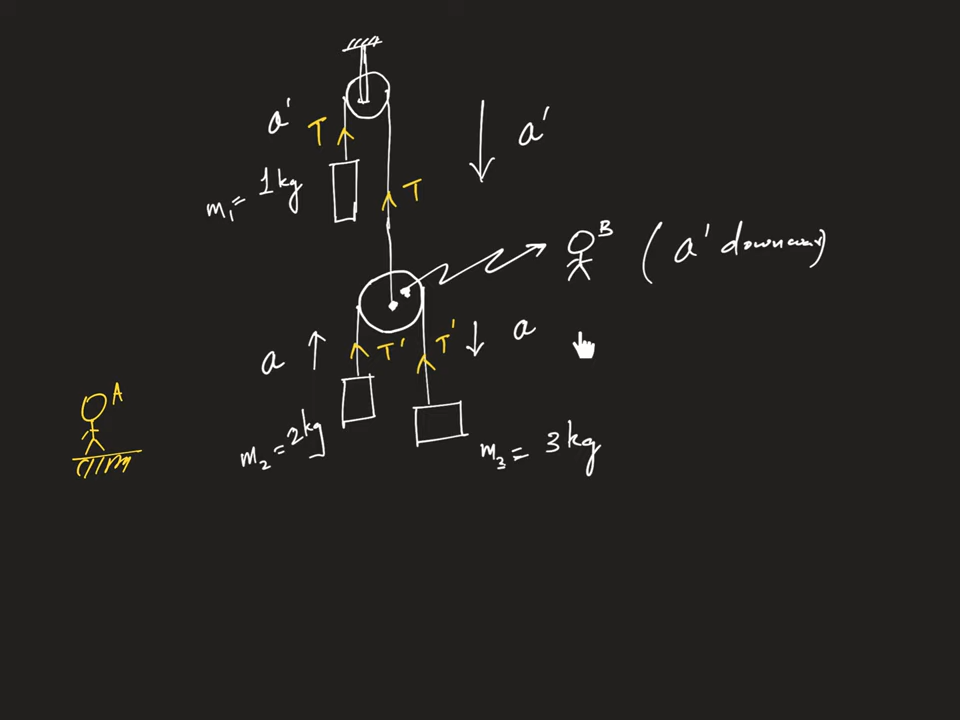 a'
T
a'
m₁ = 1kg
T
B
(a' downward)
a
T'
T'
a
A
m₂ = 2kg
m₃ = 3kg